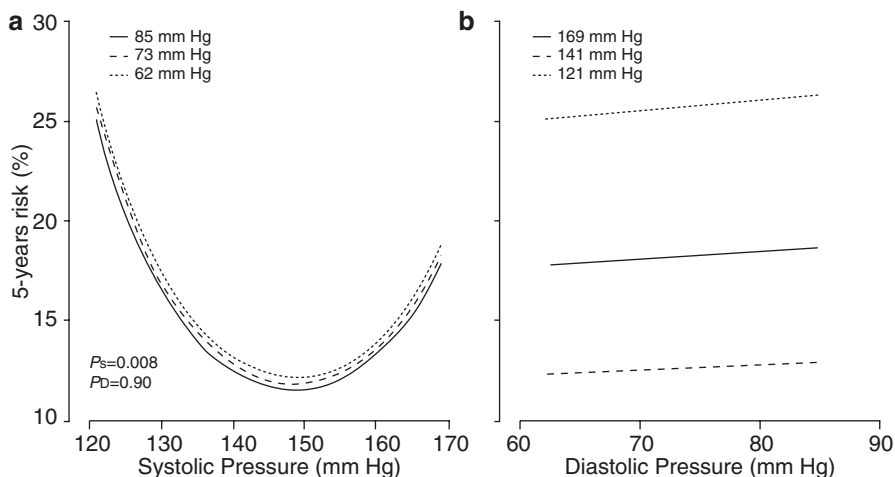 a
85 mm Hg
73 mm Hg
62 mm Hg
5-years risk (%)
30
25
20
15
10
PS=0.008
PD=0.90
120 130 140 150 160 170
Systolic Pressure (mm Hg)
b
169 mm Hg
141 mm Hg
121 mm Hg
60 70 80 90
Diastolic Pressure (mm Hg)